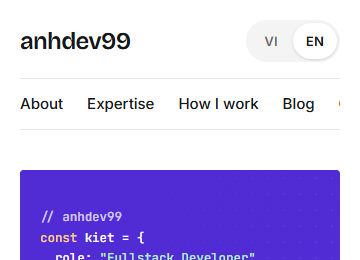 anhdev99
VI EN
About Expertise How I work Blog
// anhdev99
const kiet = {
role: "Fullstack Developer"